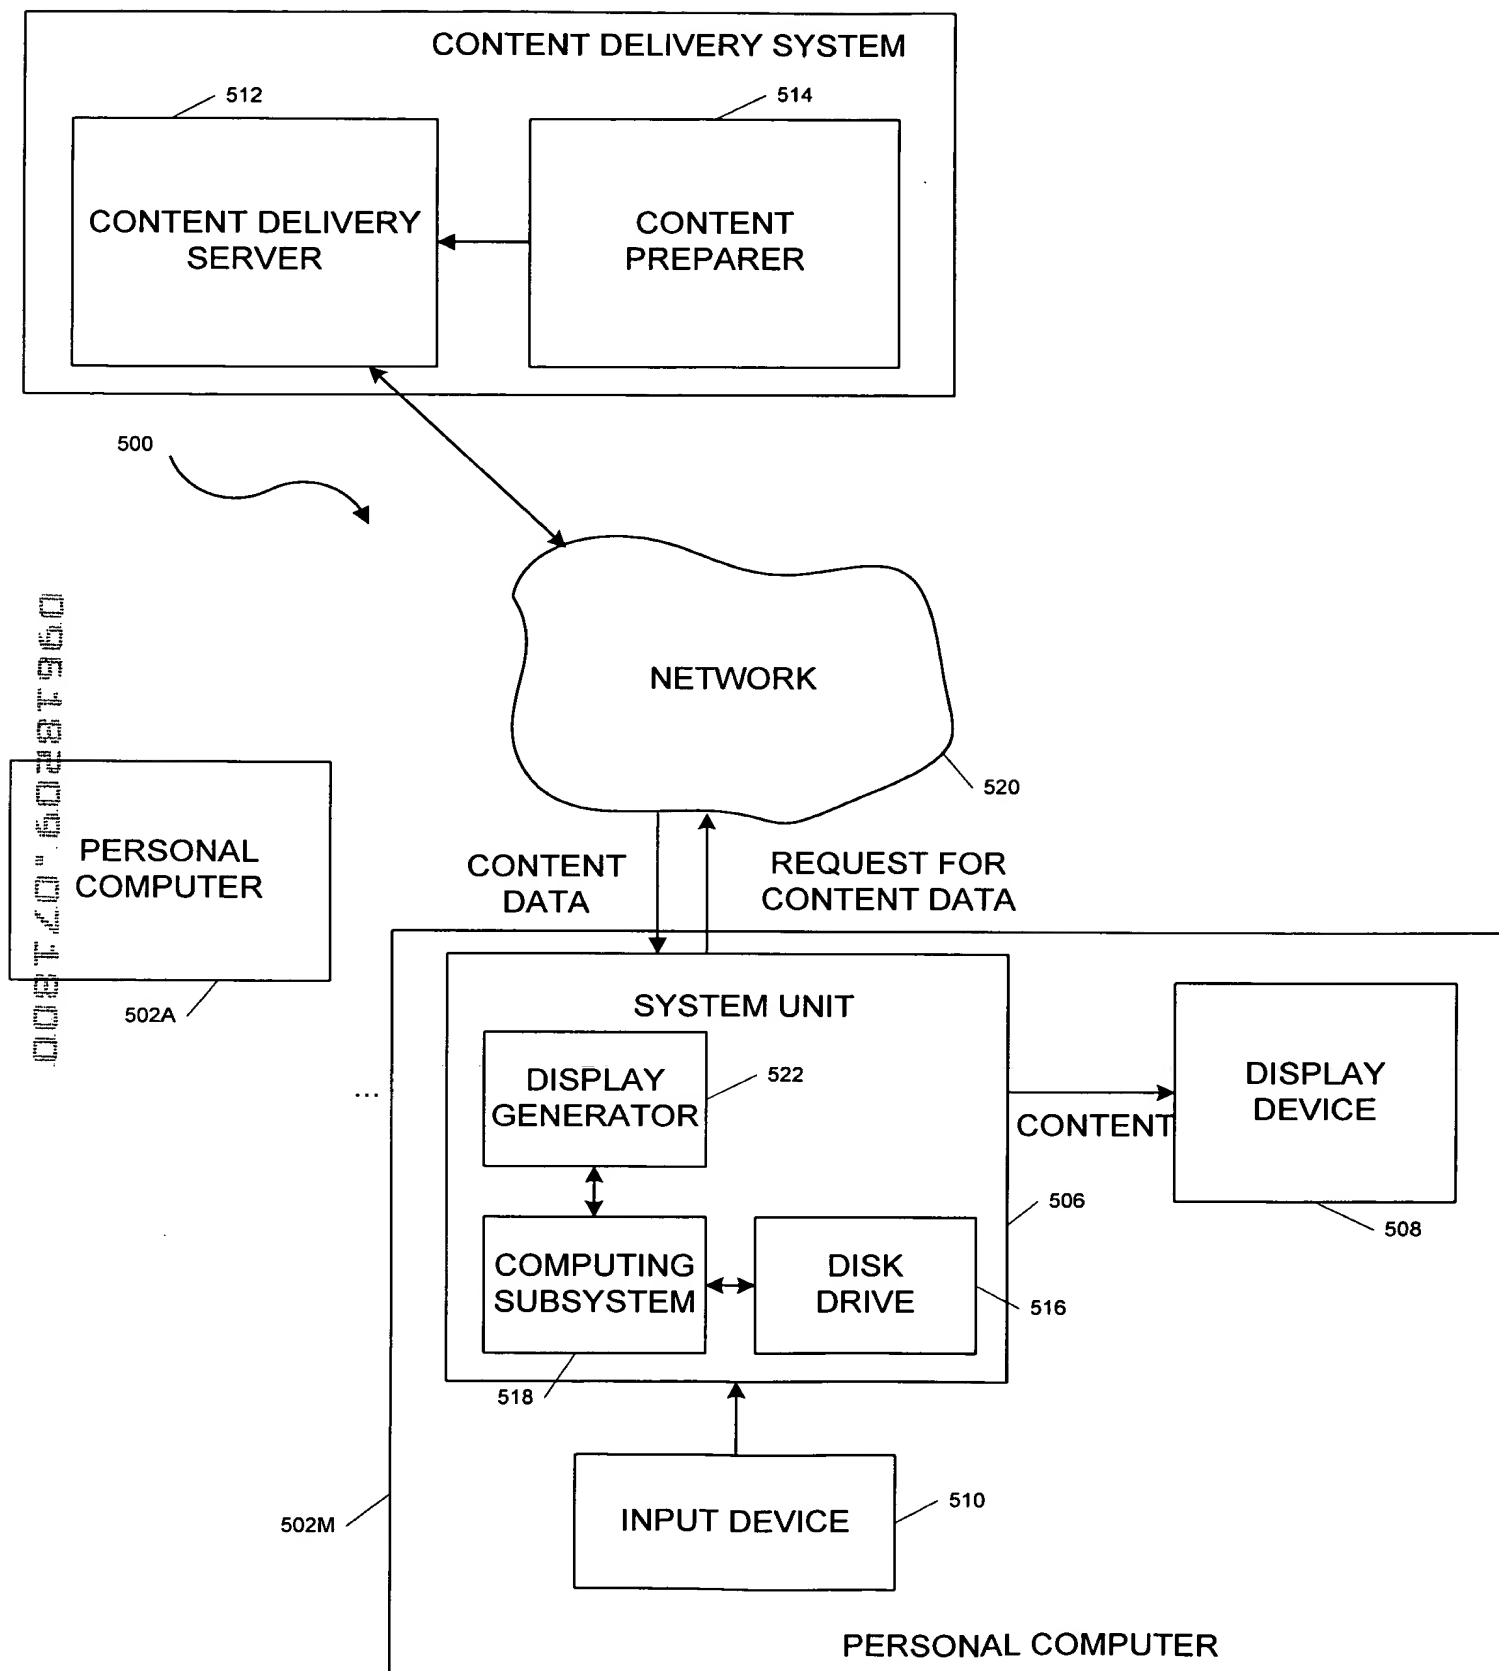 CONTENT DELIVERY SYSTEM
512
514
CONTENT DELIVERY
SERVER
CONTENT
PREPARER
500
NETWORK
520
09618209.071800
PERSONAL
COMPUTER
502A
CONTENT
DATA
REQUEST FOR
CONTENT DATA
...
SYSTEM UNIT
DISPLAY
GENERATOR
522
CONTENT
DISPLAY
DEVICE
506
508
COMPUTING
SUBSYSTEM
DISK
DRIVE
516
518
INPUT DEVICE
510
502M
PERSONAL COMPUTER